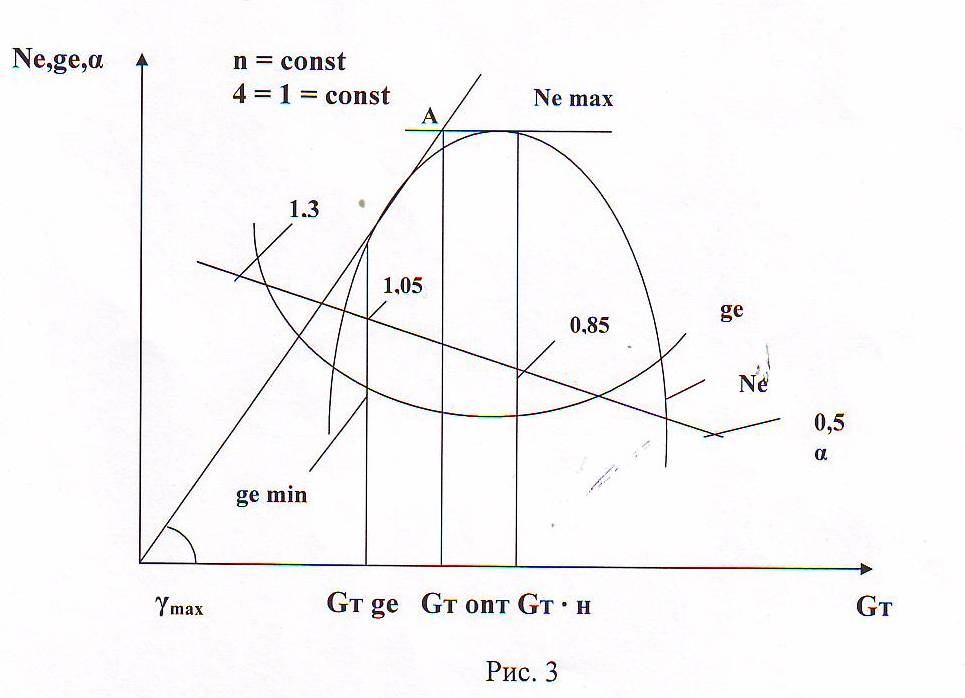 Ne,ge,α
n = const
4 = 1 = const
A
Ne max
1.3
1,05
0,85
ge
Ne
0,5
α
ge min
γmax
Gт ge
Gт опт
Gт · н
Gт
Рис. 3